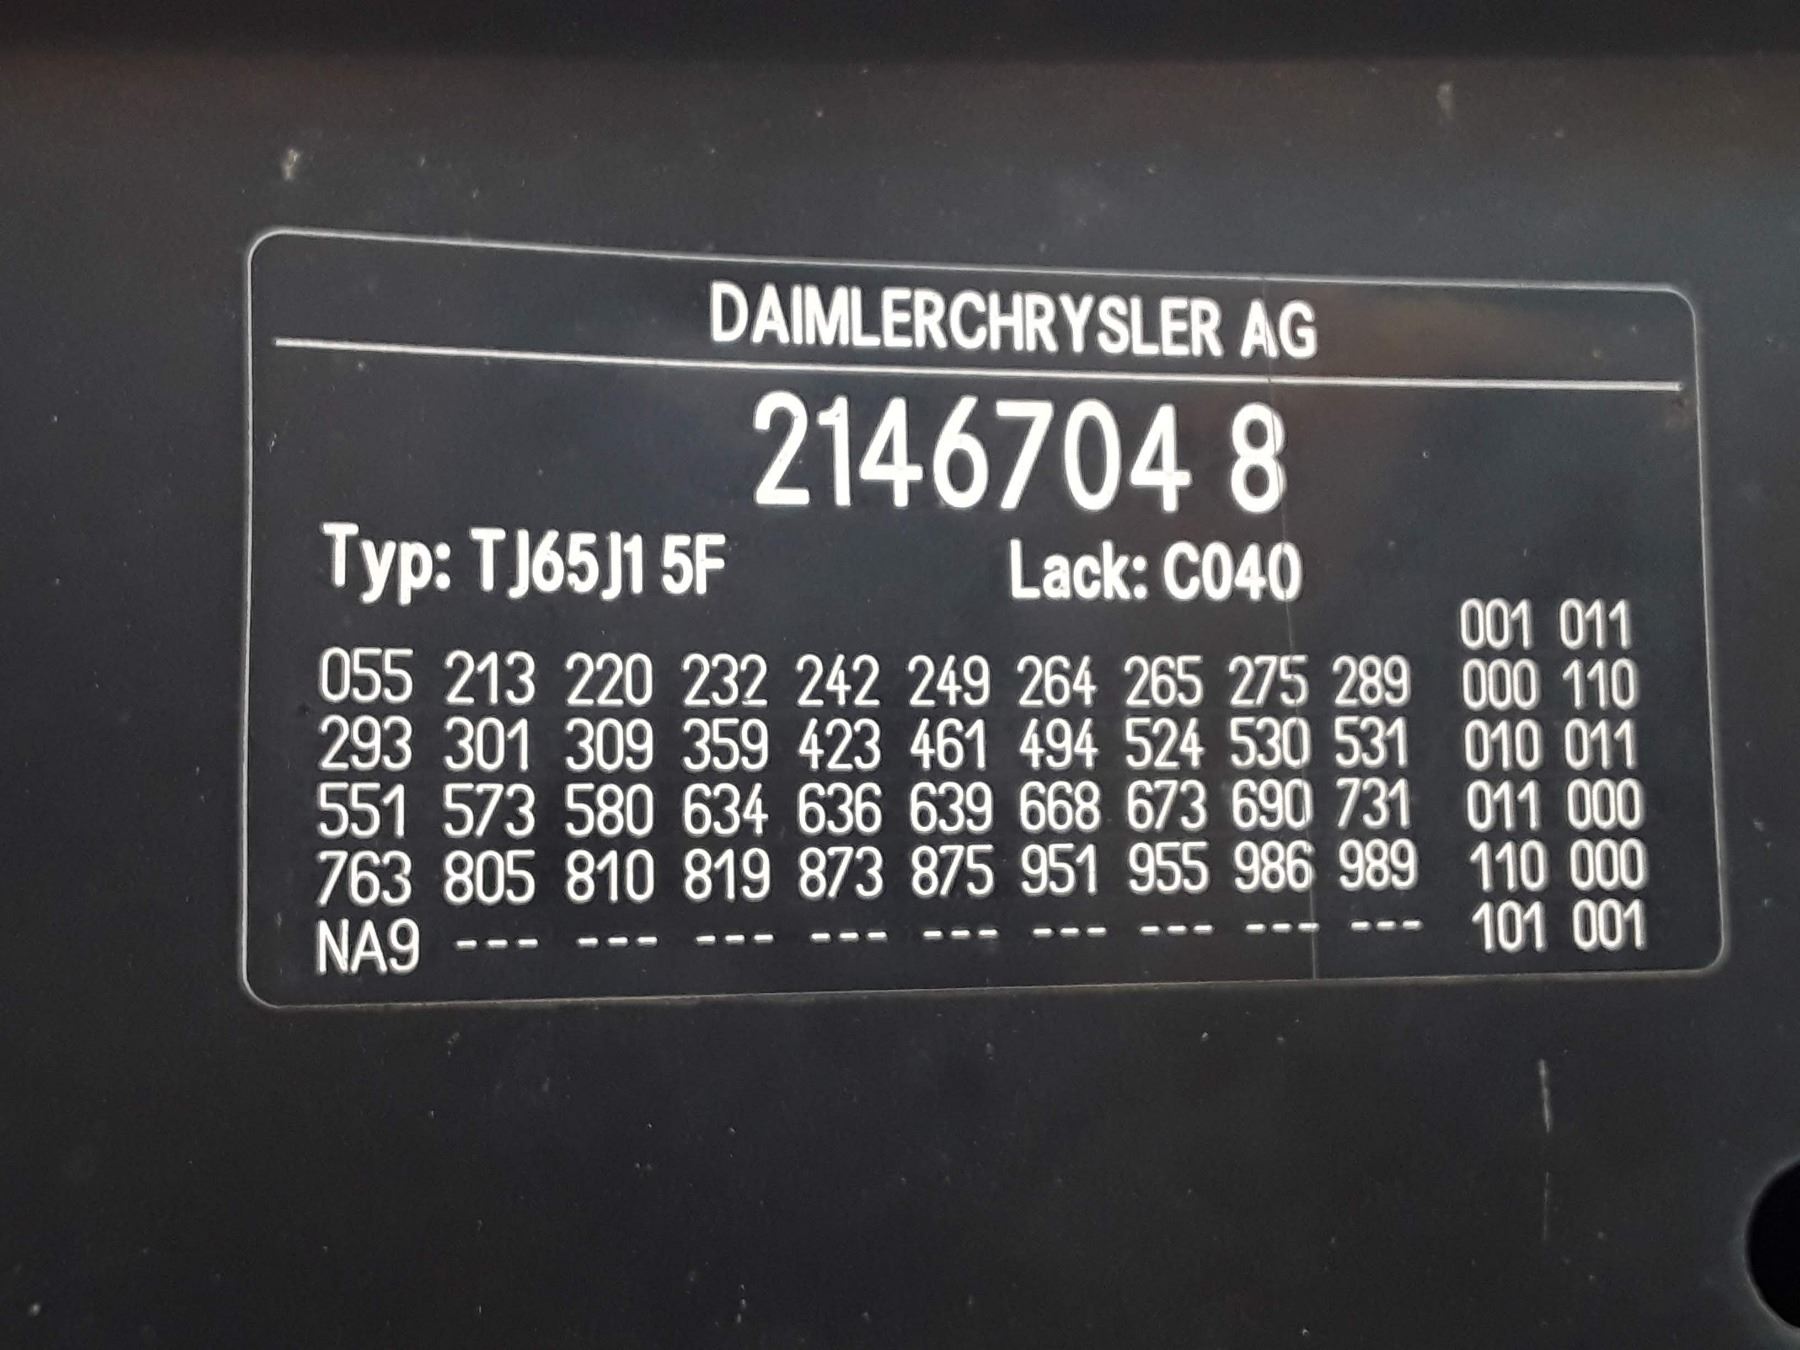 DAIMLERCHRYSLER AG
2146704 8
Typ: TJ65J1 5F Lack: C040
001 011
055 213 220 232 242 249 264 265 275 289 000 110
293 301 309 359 423 461 494 524 530 531 010 011
551 573 580 634 636 639 668 673 690 731 011 000
763 805 810 819 873 875 951 955 986 989 110 000
NA9 --- --- --- --- --- --- --- --- --- 101 001